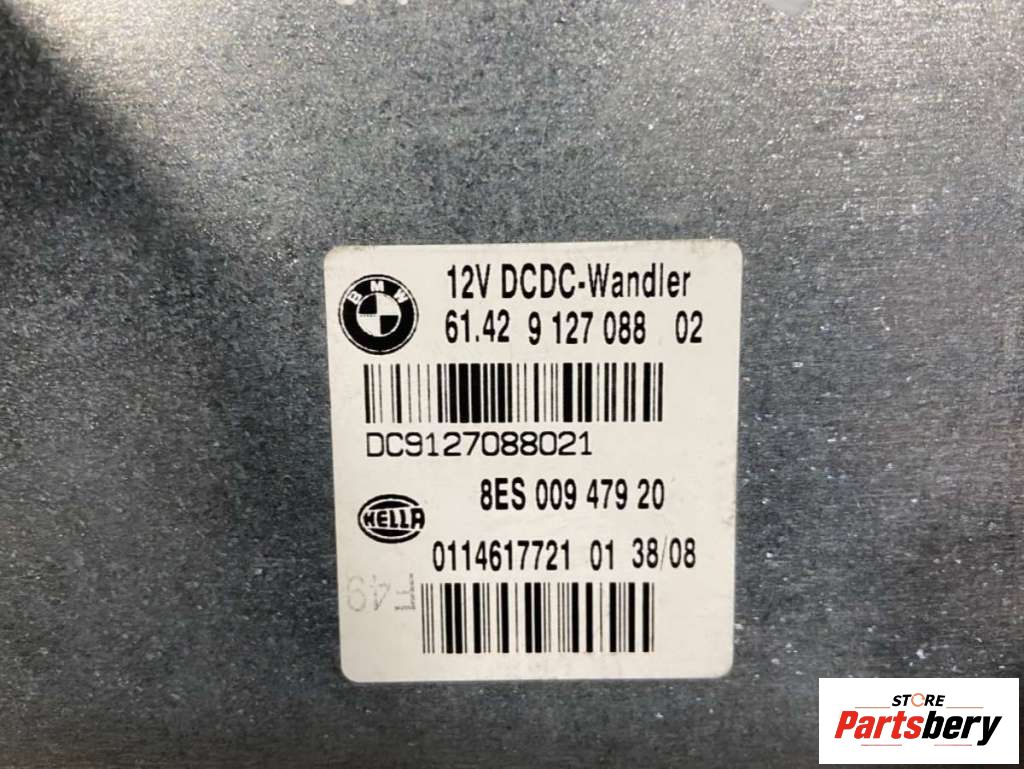 BMW
12V DCDC-Wandler
61.42 9 127 088 02
DC9127088021
8ES 009 479 20
HELLA
0114617721 01 38/08
F49
STORE
Partsbery